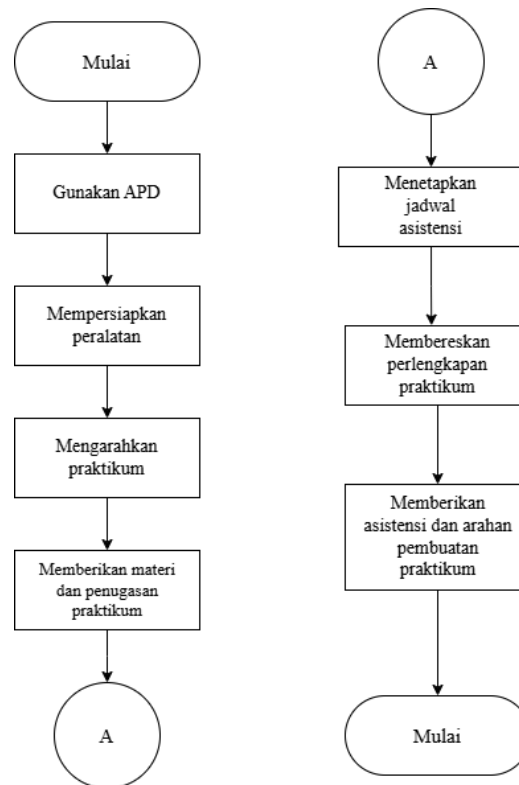 Mulai
Gunakan APD
Mempersiapkan
peralatan
Mengarahkan
praktikum
Memberikan materi
dan penugasan
praktikum
A
A
Menetapkan
jadwal
asistensi
Membereskan
perlengkapan
praktikum
Memberikan
asistensi dan arahan
pembuatan
praktikum
Mulai